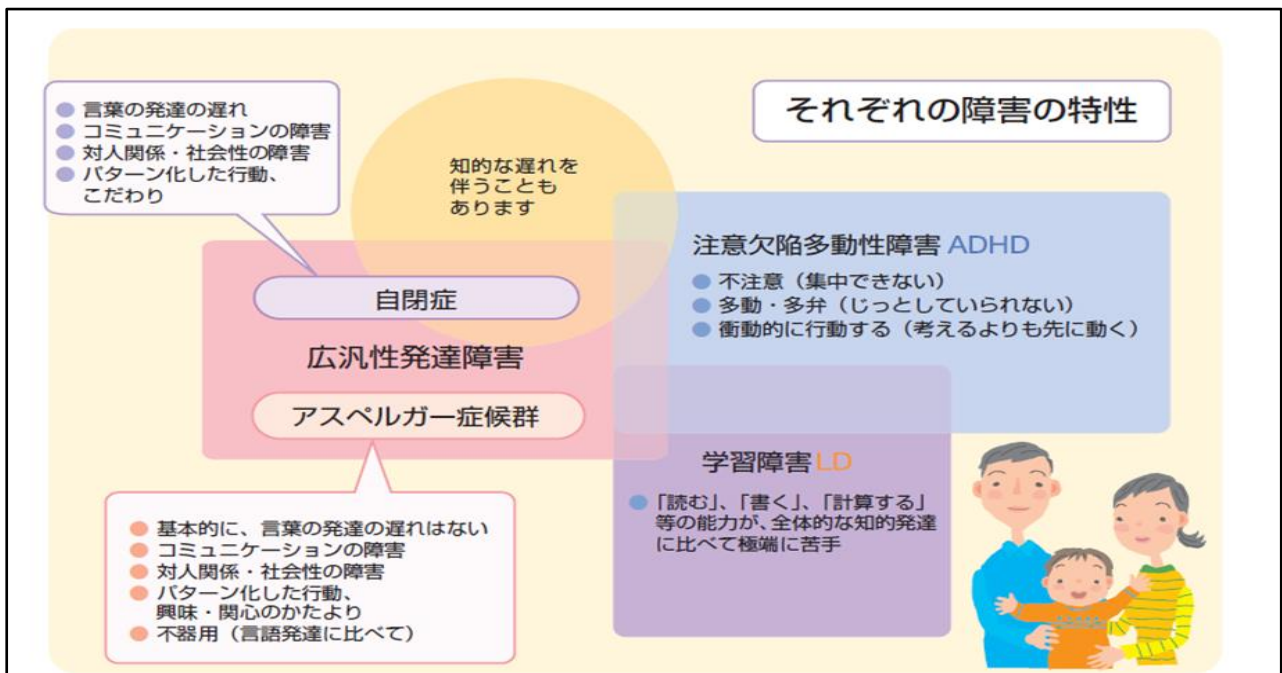 それぞれの障害の特性
● 言葉の発達の遅れ
● コミュニケーションの障害
● 対人関係・社会性の障害
● パターン化した行動、
こだわり
知的な遅れを
伴うことも
あります
自閉症
広汎性発達障害
アスペルガー症候群
● 基本的に、言葉の発達の遅れはない
● コミュニケーションの障害
● 対人関係・社会性の障害
● パターン化した行動、
興味・関心のかたより
● 不器用（言語発達に比べて）
注意欠陥多動性障害 ADHD
● 不注意（集中できない）
● 多動・多弁（じっとしていられない）
● 衝動的に行動する（考えるよりも先に動く）
学習障害 LD
● 「読む」、「書く」、「計算する」
等の能力が、全体的な知的発達
に比べて極端に苦手